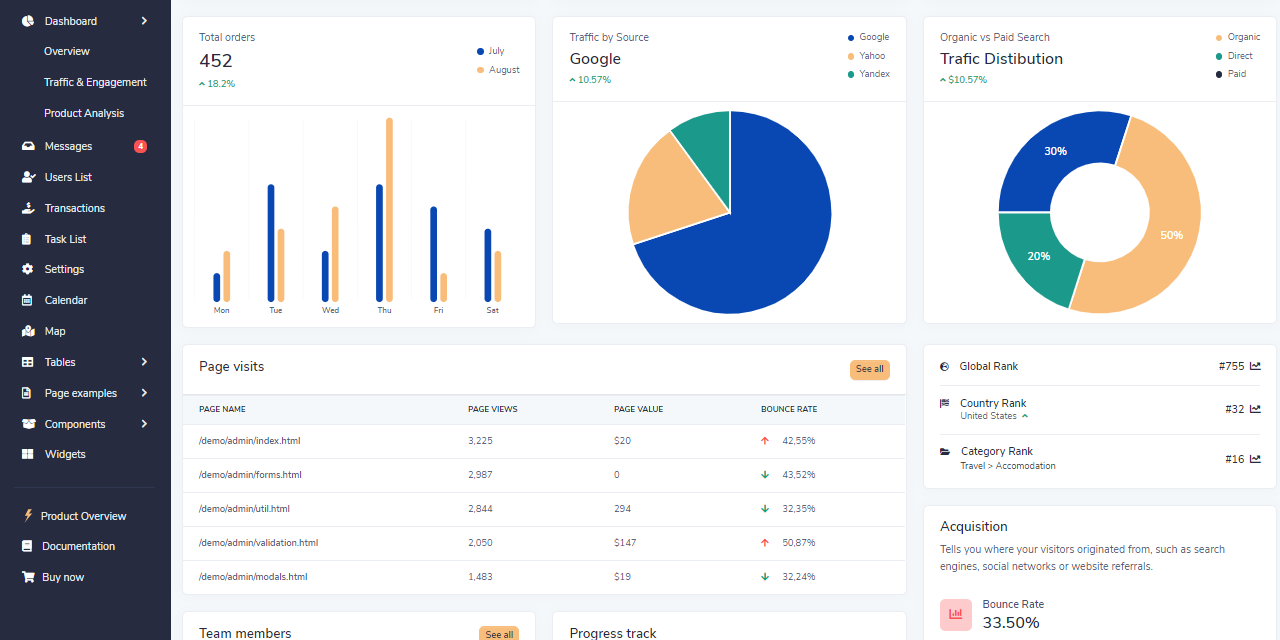 Dashboard
Overview
Traffic & Engagement
Product Analysis
Messages 4
Users List
Transactions
Task List
Settings
Calendar
Map
Tables
Page examples
Components
Widgets
Product Overview
Documentation
Buy now
Total orders
452
18.2%
July
August
Mon Tue Wed Thu Fri Sat
Traffic by Source
Google
10.57%
Google
Yahoo
Yandex
Organic vs Paid Search
Trafic Distibution
$10.57%
Organic
Direct
Paid
30%
50%
20%
Page visits See all
PAGE NAME PAGE VIEWS PAGE VALUE BOUNCE RATE
/demo/admin/index.html 3,225 $20 42,55%
/demo/admin/forms.html 2,987 0 43,52%
/demo/admin/util.html 2,844 294 32,35%
/demo/admin/validation.html 2,050 $147 50,87%
/demo/admin/modals.html 1,483 $19 32,24%
Global Rank #755
Country Rank #32
United States
Category Rank #16
Travel > Accomodation
Acquisition
Tells you where your visitors originated from, such as search
engines, social networks or website referrals.
Bounce Rate
33.50%
Team members See all
Progress track